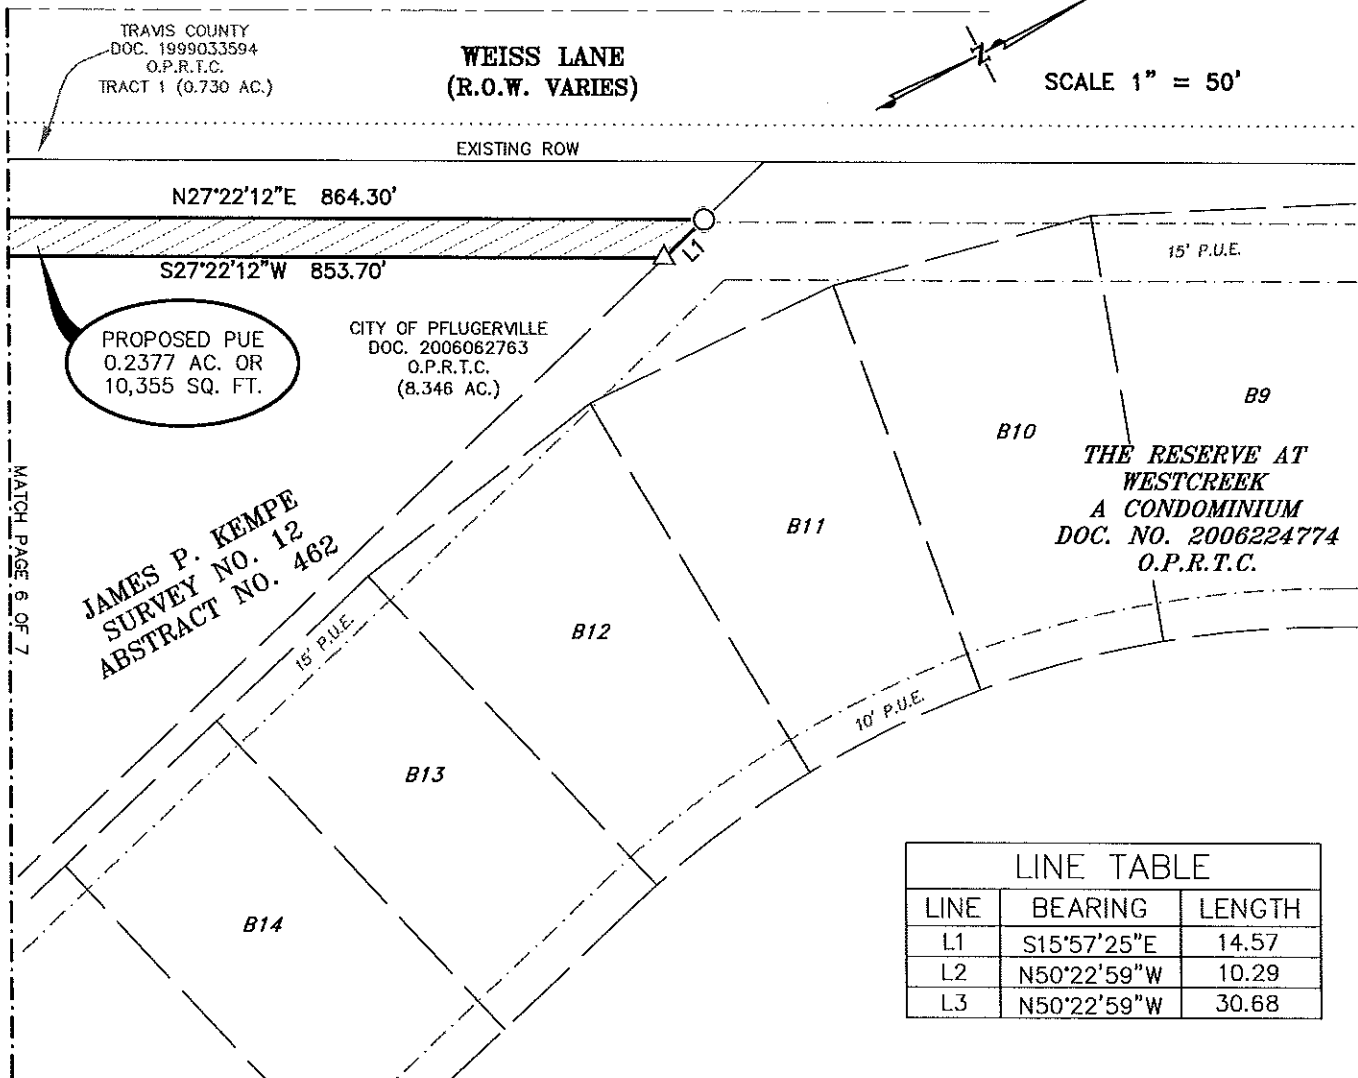 TRAVIS COUNTY
DOC. 1999033594
O.P.R.T.C.
TRACT 1 (0.730 AC.)
WEISS LANE
(R.O.W. VARIES)
N
SCALE 1" = 50'
EXISTING ROW
N27°22'12"E 864.30'
L1
S27°22'12"W 853.70'
15' P.U.E.
PROPOSED PUE
0.2377 AC. OR
10,355 SQ. FT.
CITY OF PFLUGERVILLE
DOC. 2006062763
O.P.R.T.C.
(8.346 AC.)
B9
B10
THE RESERVE AT
WESTCREEK
A CONDOMINIUM
DOC. NO. 2006224774
O.P.R.T.C.
MATCH PAGE 6 OF 7
JAMES P. KEMPE
SURVEY NO. 12
ABSTRACT NO. 462
B11
B12
15' P.U.E.
10' P.U.E.
B13
B14
LINE TABLE
LINE BEARING LENGTH
L1 S15°57'25"E 14.57
L2 N50°22'59"W 10.29
L3 N50°22'59"W 30.68